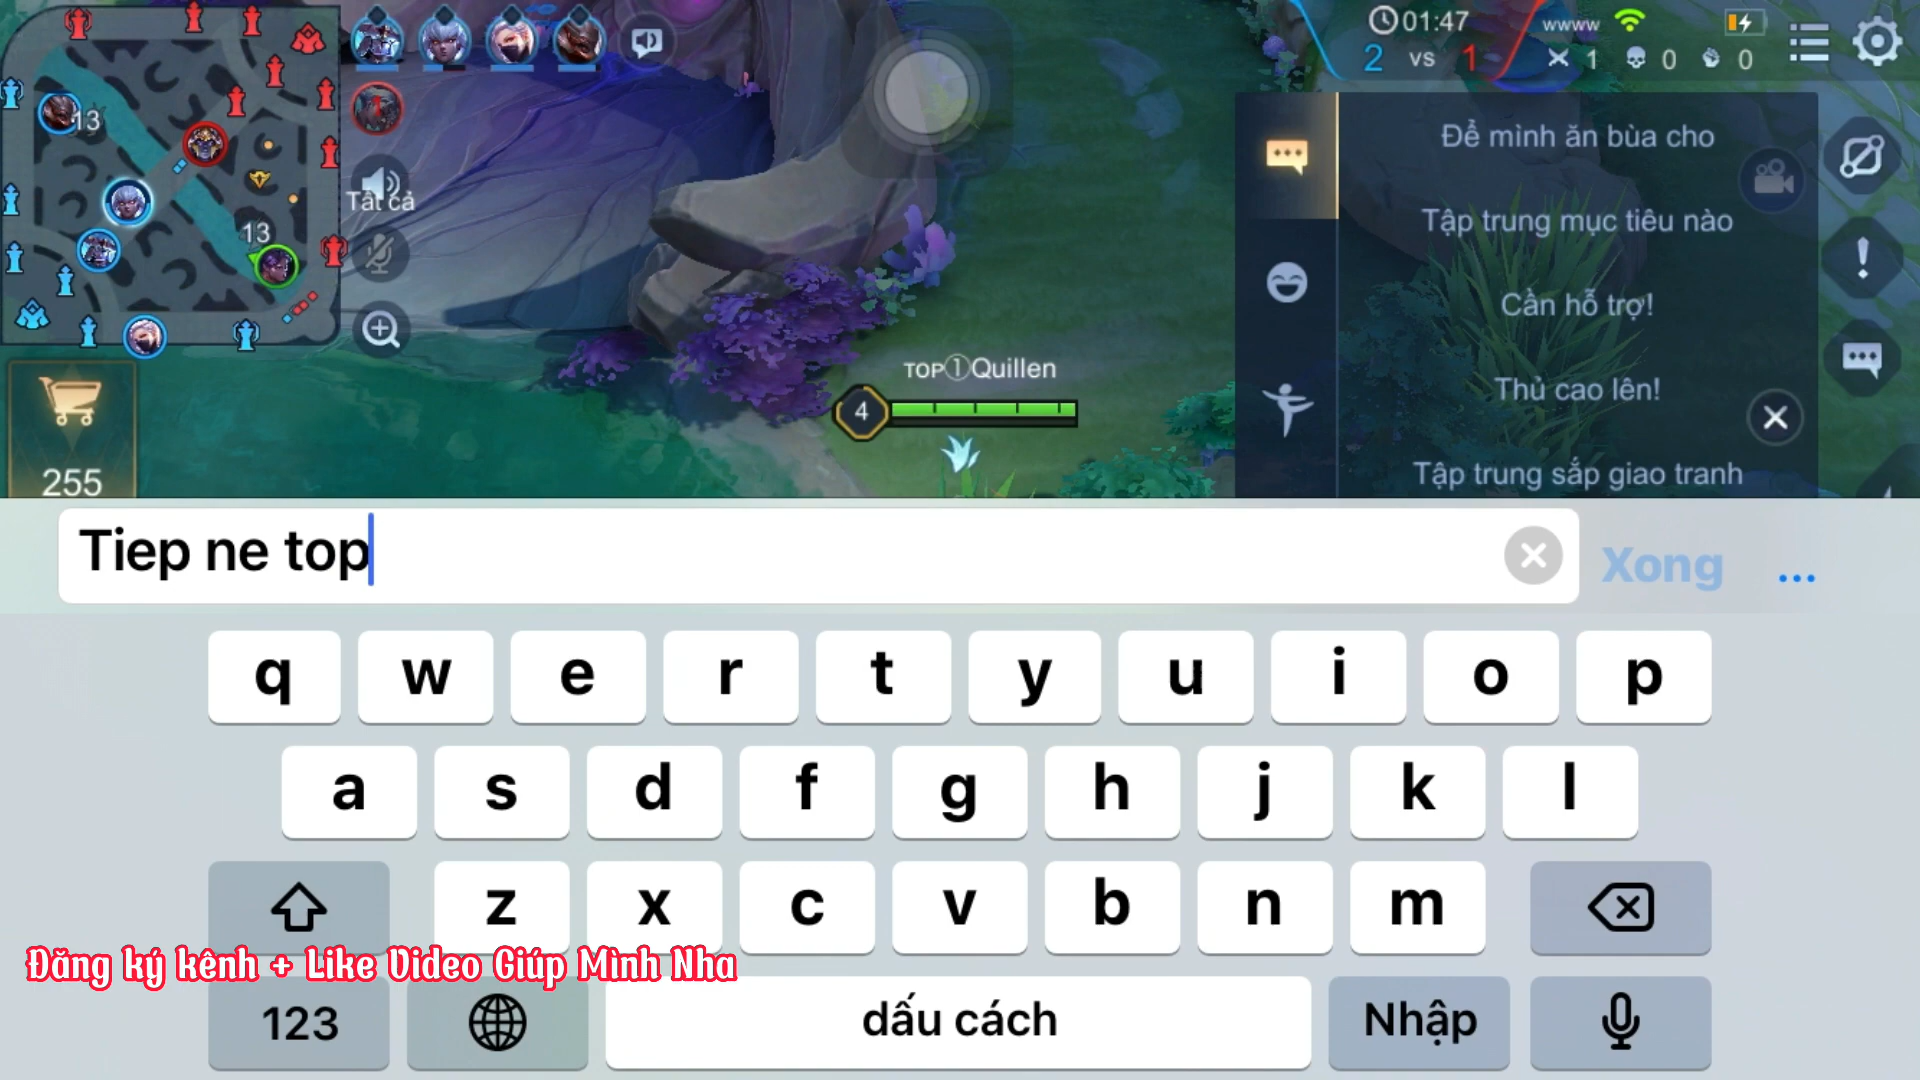 13
13
Tất cả
255
01:47
2 vs 1
wwww
1 0 0
Để mình ăn bùa cho
Tập trung mục tiêu nào
Cần hỗ trợ!
Thủ cao lên!
Tập trung sắp giao tranh
TOP①Quillen
4
Tiep ne top
Xong ...
q w e r t y u i o p
a s d f g h j k l
z x c v b n m
Đăng ký kênh + Like Video Giúp Mình Nha
123 dấu cách Nhập